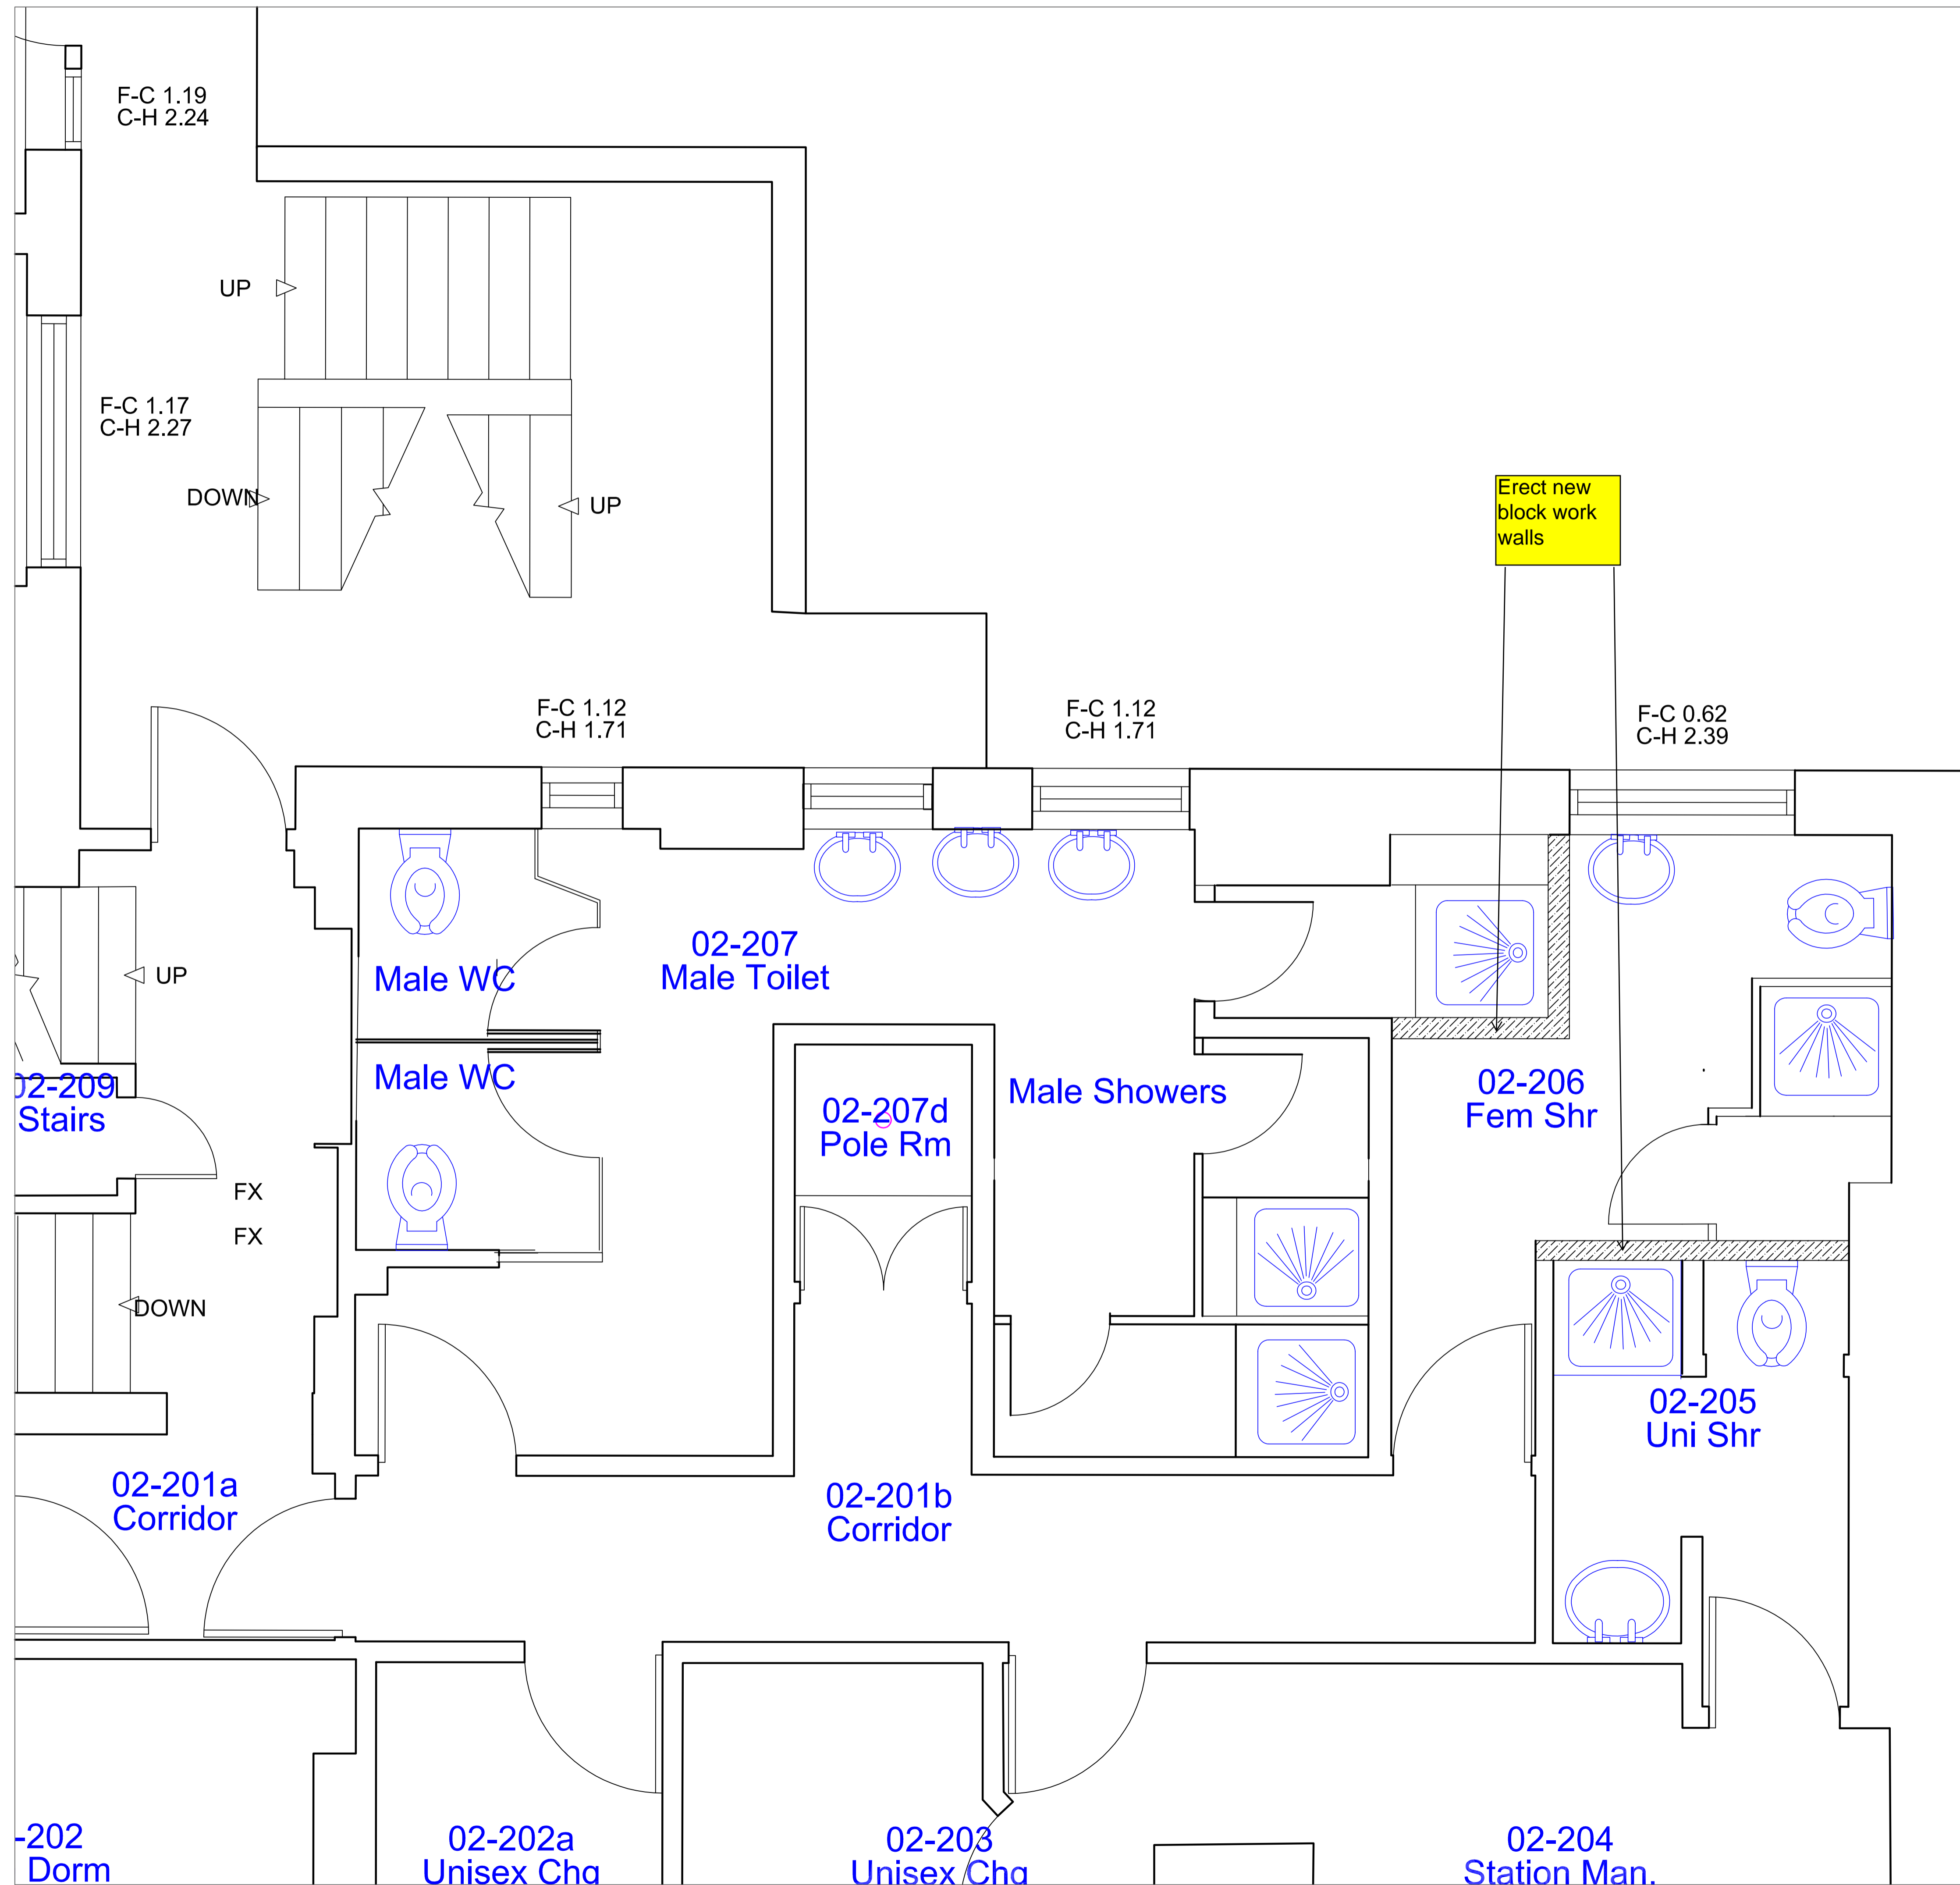 F-C 1.19
C-H 2.24
UP
F-C 1.17
C-H 2.27
DOWN
UP
Erect new
block work
walls
F-C 1.12
C-H 1.71
F-C 1.12
C-H 1.71
F-C 0.62
C-H 2.39
02-207
Male Toilet
Male WC
UP
Male WC
02-209
Stairs
02-207d
Pole Rm
Male Showers
02-206
Fem Shr
FX
FX
DOWN
02-205
Uni Shr
02-201a
Corridor
02-201b
Corridor
-202
Dorm
02-202a
Unisex Chg
02-203
Unisex Chg
02-204
Station Man.